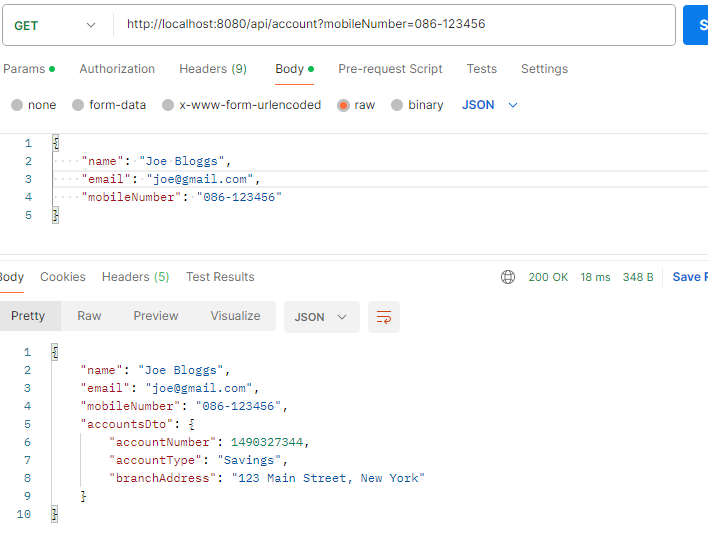 GET http://localhost:8080/api/account?mobileNumber=086-123456 S
Params Authorization Headers (9) Body Pre-request Script Tests Settings
none form-data x-www-form-urlencoded raw binary JSON
1 {
2 "name": "Joe Bloggs",
3 "email": "joe@gmail.com",
4 "mobileNumber": "086-123456"
5 }
Body Cookies Headers (5) Test Results 200 OK 18 ms 348 B Save R
Pretty Raw Preview Visualize JSON
1 {
2 "name": "Joe Bloggs",
3 "email": "joe@gmail.com",
4 "mobileNumber": "086-123456",
5 "accountsDto": {
6 "accountNumber": 1490327344,
7 "accountType": "Savings",
8 "branchAddress": "123 Main Street, New York"
9 }
10 }